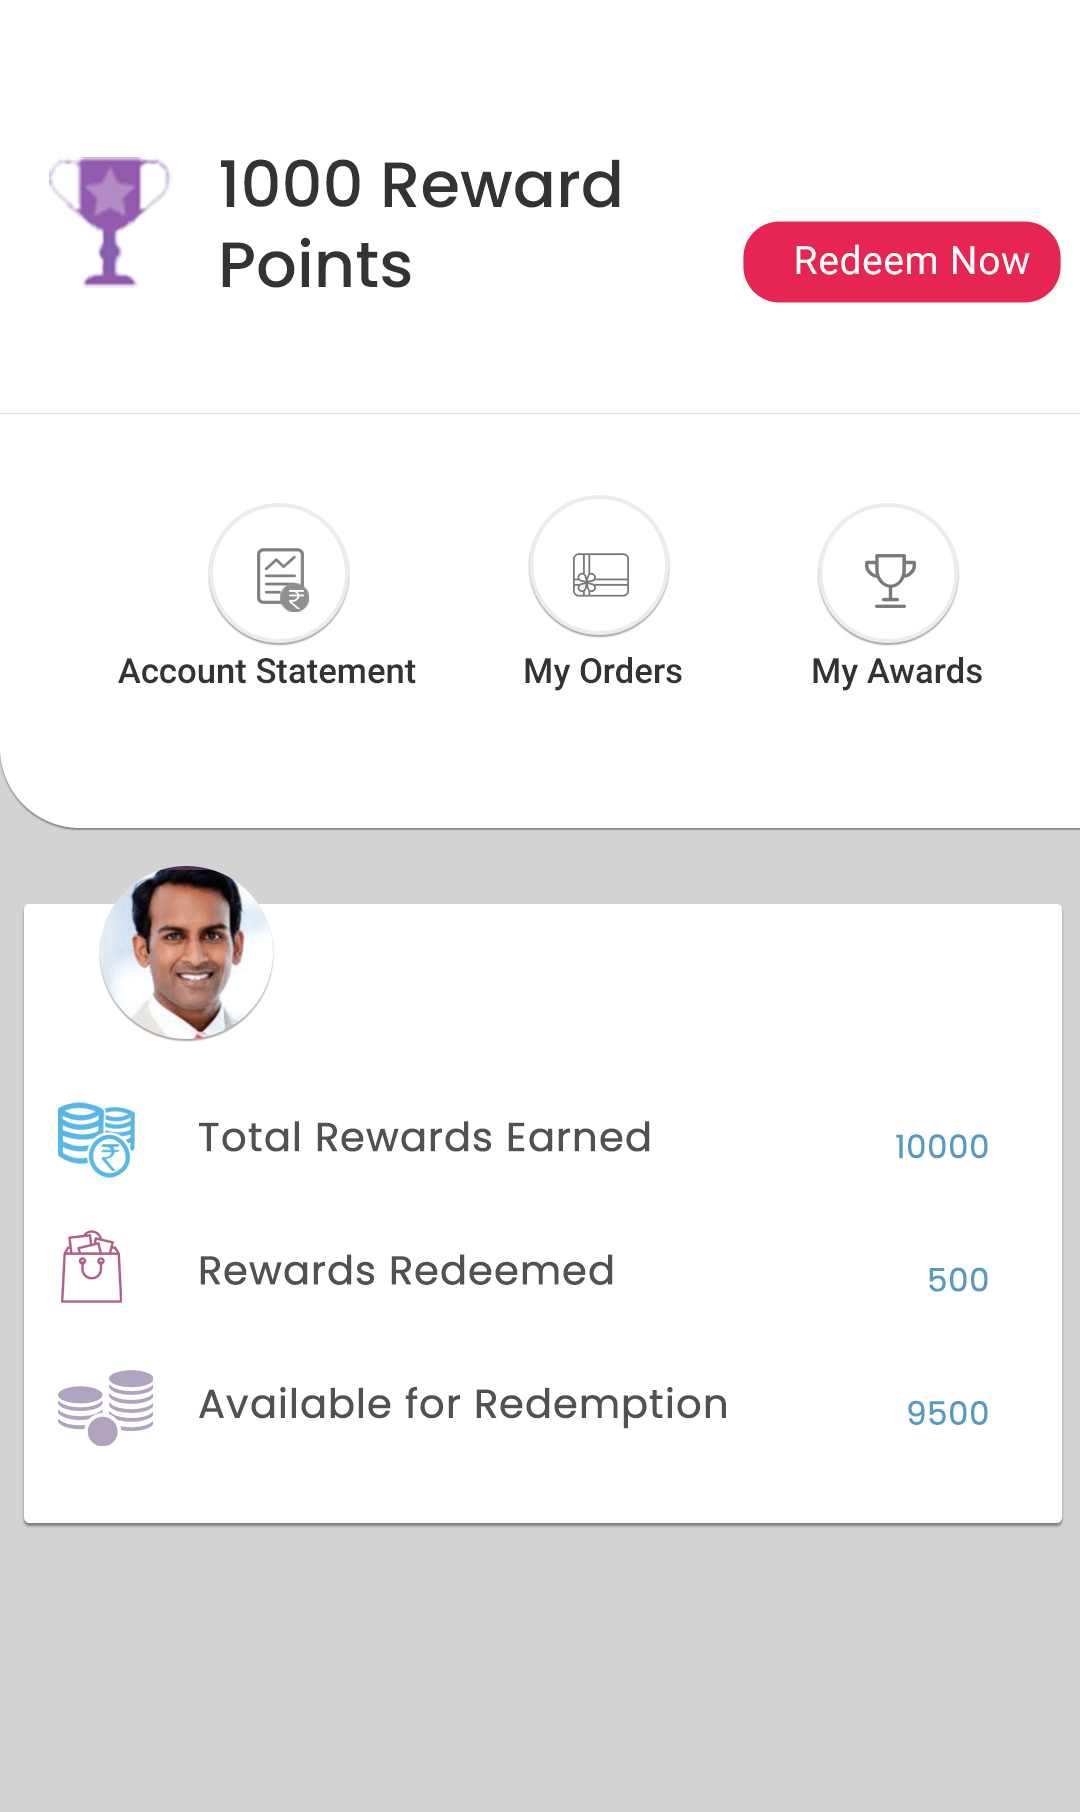 1000 Reward
Points
Redeem Now
Account Statement
My Orders
My Awards
Total Rewards Earned
10000
Rewards Redeemed
500
Available for Redemption
9500